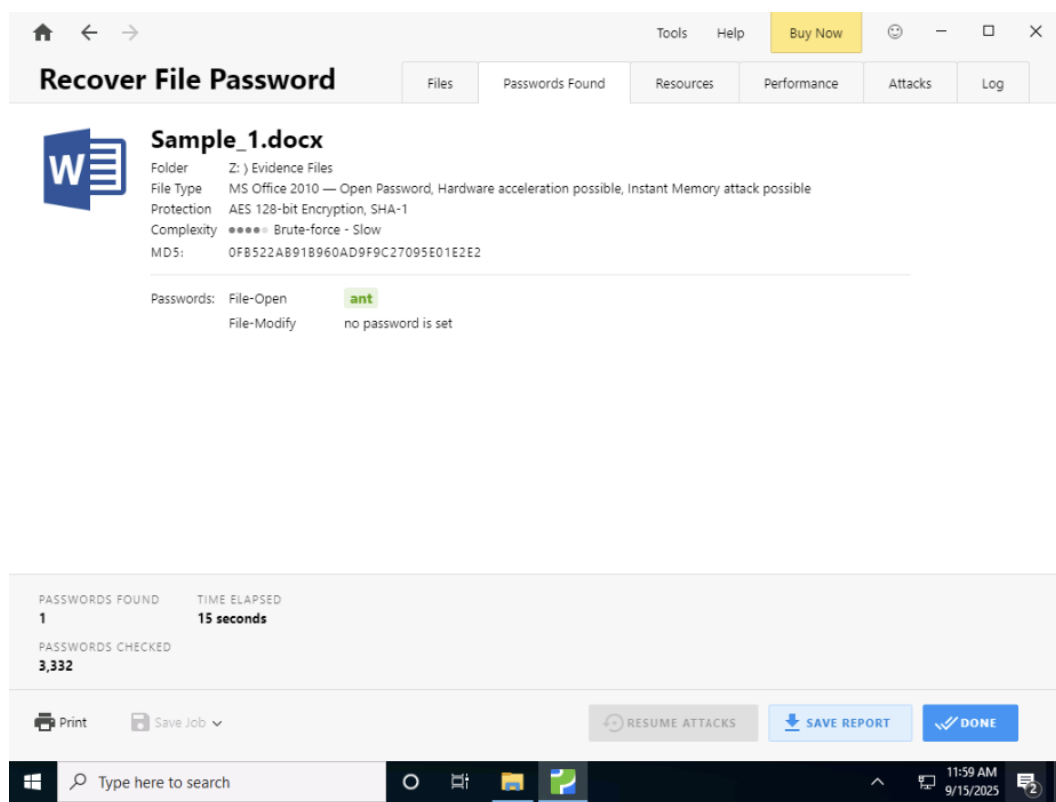 Tools Help Buy Now
Recover File Password
Files Passwords Found Resources Performance Attacks Log
W
Sample_1.docx
Folder Z: ) Evidence Files
File Type MS Office 2010 — Open Password, Hardware acceleration possible, Instant Memory attack possible
Protection AES 128-bit Encryption, SHA-1
Complexity Brute-force - Slow
MD5: 0FB522AB91B960AD9F9C27095E01E2E2
Passwords: File-Open ant
File-Modify no password is set
PASSWORDS FOUND TIME ELAPSED
1 15 seconds
PASSWORDS CHECKED
3,332
Print Save Job RESUME ATTACKS SAVE REPORT DONE
Type here to search 11:59 AM
9/15/2025 2